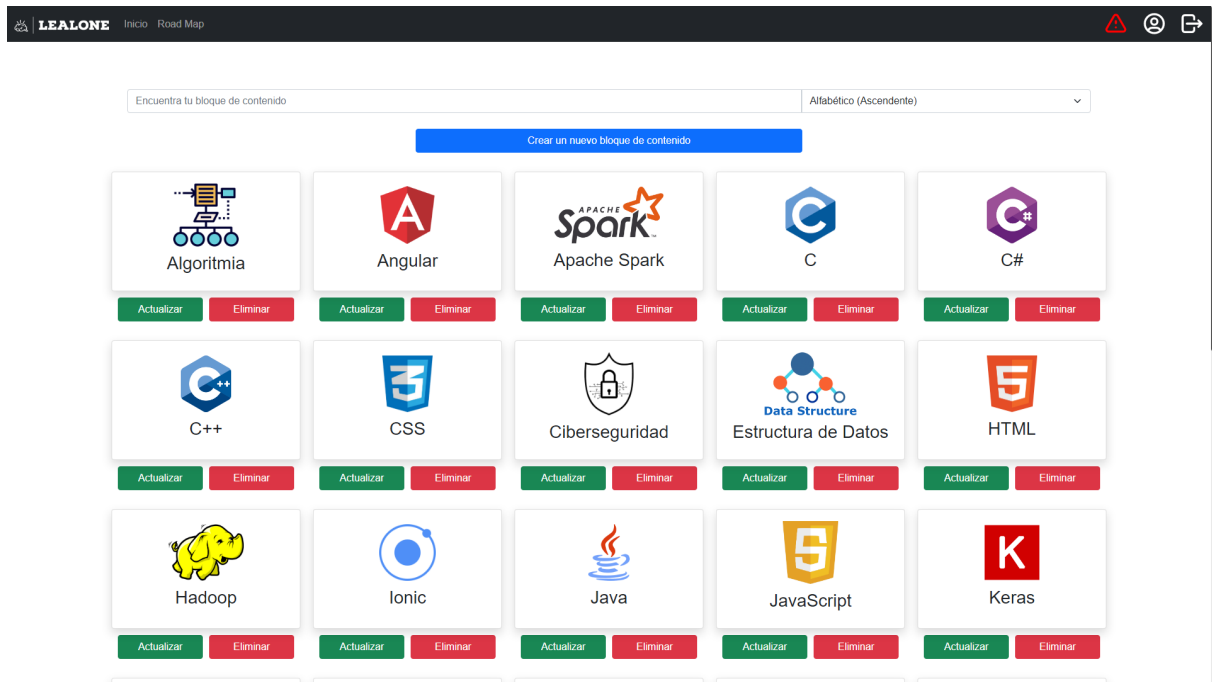 LEALONE Inicio Road Map
Encuentra tu bloque de contenido Alfabético (Ascendente)
Crear un nuevo bloque de contenido
APACHE
Spark
Algoritmia Angular Apache Spark C C#
Actualizar Eliminar Actualizar Eliminar Actualizar Eliminar Actualizar Eliminar Actualizar Eliminar
Data Structure
C++ CSS Ciberseguridad Estructura de Datos HTML
Actualizar Eliminar Actualizar Eliminar Actualizar Eliminar Actualizar Eliminar Actualizar Eliminar
K
Hadoop Ionic Java JavaScript Keras
Actualizar Eliminar Actualizar Eliminar Actualizar Eliminar Actualizar Eliminar Actualizar Eliminar